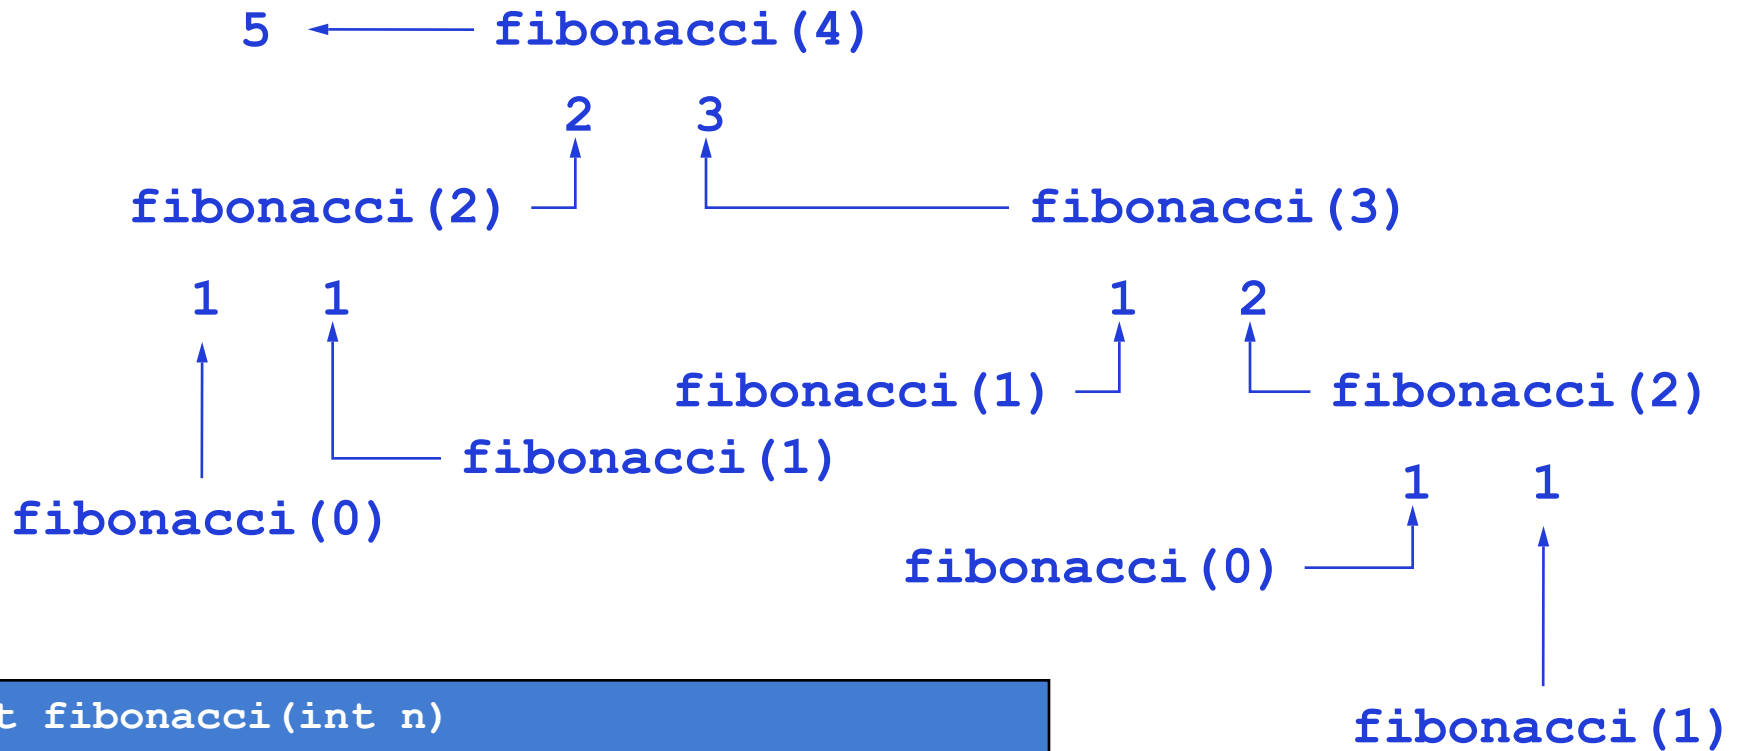 5 fibonacci(4)
2 3
fibonacci(2) fibonacci(3)
1 1 1 2
fibonacci(1) fibonacci(2)
fibonacci(1)
1 1
fibonacci(0)
fibonacci(0)
t fibonacci(int n)
fibonacci(1)